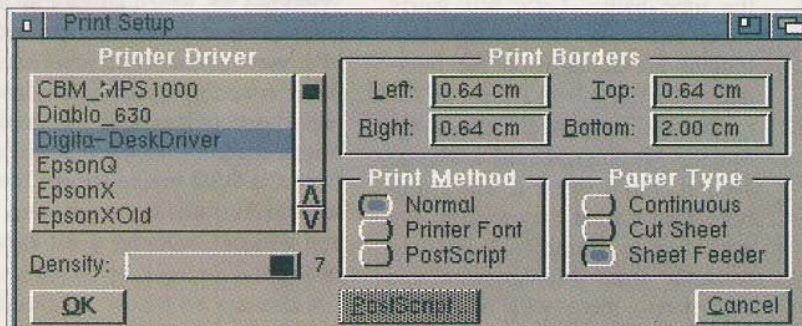 Print Setup
Printer Driver
CBM_MPS1000
Diablo_630
Digita-DeskDriver
EpsonQ
EpsonX
EpsonXOld
Density: 7
Print Borders
Left: 0.64 cm Top: 0.64 cm
Right: 0.64 cm Bottom: 2.00 cm
Print Method
Normal
Printer Font
PostScript
Paper Type
Continuous
Cut Sheet
Sheet Feeder
OK PostScript Cancel